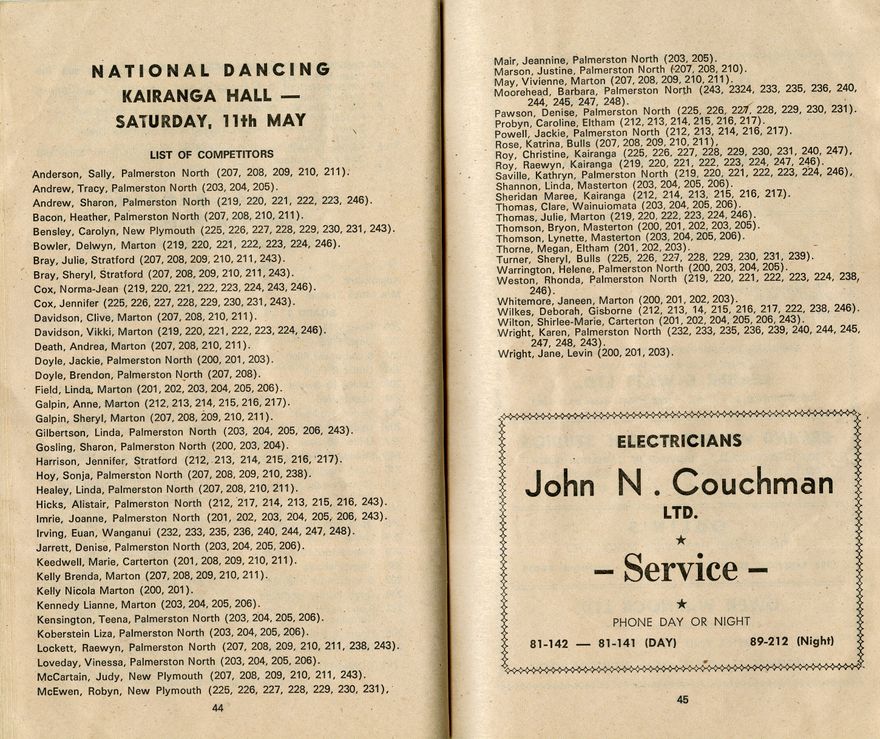 NATIONAL DANCING
KAIRANGA HALL —
SATURDAY, 11th MAY
LIST OF COMPETITORS
Anderson, Sally, Palmerston North (207, 208, 209, 210, 211).
Andrew, Tracy, Palmerston North (203, 204, 205).
Andrew, Sharon, Palmerston North (219, 220, 221, 222, 223, 246).
Bacon, Heather, Palmerston North (207, 208, 210, 211).
Bensley, Carolyn, New Plymouth (225, 226, 227, 228, 229, 230, 231, 243).
Bowler, Delwyn, Marton (219, 220, 221, 222, 223, 224, 246).
Bray, Julie, Stratford (207, 208, 209, 210, 211, 243).
Bray, Sheryl, Stratford (207, 208, 209, 210, 211, 243).
Cox, Norma-Jean (219, 220, 221, 222, 223, 224, 243, 246).
Cox, Jennifer (225, 226, 227, 228, 229, 230, 231, 243).
Davidson, Clive, Marton (207, 208, 210, 211).
Davidson, Vikki, Marton (219, 220, 221, 222, 223, 224, 246).
Death, Andrea, Marton (207, 208, 210, 211).
Doyle, Jackie, Palmerston North (200, 201, 203).
Doyle, Brendon, Palmerston North (207, 208).
Field, Linda, Marton (201, 202, 203, 204, 205, 206).
Galpin, Anne, Marton (212, 213, 214, 215, 216, 217).
Galpin, Sheryl, Marton (207, 208, 209, 210, 211).
Gilbertson, Linda, Palmerston North (203, 204, 205, 206, 243).
Gosling, Sharon, Palmerston North (200, 203, 204).
Harrison, Jennifer, Stratford (212, 213, 214, 215, 216, 217).
Hoy, Sonja, Palmerston North (207, 208, 209, 210, 238).
Healey, Linda, Palmerston North (207, 208, 210, 211).
Hicks, Alistair, Palmerston North (212, 217, 214, 213, 215, 216, 243).
Imrie, Joanne, Palmerston North (201, 202, 203, 204, 205, 206, 243).
Irving, Euan, Wanganui (232, 233, 235, 236, 240, 244, 247, 248).
Jarrett, Denise, Palmerston North (203, 204, 205, 206).
Keedwell, Marie, Carterton (201, 208, 209, 210, 211).
Kelly Brenda, Marton (207, 208, 209, 210, 211).
Kelly Nicola Marton (200, 201).
Kennedy Lianne, Marton (203, 204, 205, 206).
Kensington, Teena, Palmerston North (203, 204, 205, 206).
Koberstein Liza, Palmerston North (203, 204, 205, 206).
Lockett, Raewyn, Palmerston North (207, 208, 209, 210, 211, 238, 243).
Loveday, Vinessa, Palmerston North (203, 204, 205, 206).
McCartain, Judy, New Plymouth (207, 208, 209, 210, 211, 243).
McEwen, Robyn, New Plymouth (225, 226, 227, 228, 229, 230, 231),
44
Mair, Jeannine, Palmerston North (203, 205).
Marson, Justine, Palmerston North (207, 208, 210).
May, Vivienne, Marton (207, 208, 209, 210, 211).
Moorehead, Barbara, Palmerston North (243, 2324, 233, 235, 236, 240,
244, 245, 247, 248).
Pawson, Denise, Palmerston North (225, 226, 227, 228, 229, 230, 231).
Probyn, Caroline, Eltham (212, 213, 214, 215, 216, 217).
Powell, Jackie, Palmerston North (212, 213, 214, 216, 217).
Rose, Katrina, Bulls (207, 208, 209, 210, 211),
Roy, Christine, Kairanga (225, 226, 227, 228, 229, 230, 231, 240, 247),
Roy, Raewyn, Kairanga (219, 220, 221, 222, 223, 224, 247, 246).
Saville, Kathryn, Palmerston North (219, 220, 221, 222, 223, 224, 246),
Shannon, Linda, Masterton (203, 204, 205, 206).
Sheridan Maree, Kairanga (212, 214, 213, 215, 216, 217).
Thomas, Clare, Wainuiomata (203, 204, 205, 206).
Thomas, Julie, Marton (219, 220, 222, 223, 224, 246).
Thomson, Bryon, Masterton (200, 201, 202, 203, 205).
Thomson, Lynette, Masterton (203, 204, 205, 206).
Thorne, Megan, Eltham (201, 202, 203).
Turner, Sheryl, Bulls (225, 226, 227, 228, 229, 230, 231, 239).
Warrington, Helene, Palmerston North (200, 203, 204, 205).
Weston, Rhonda, Palmerston North (219, 220, 221, 222, 223, 224, 238,
246).
Whitemore, Janeen, Marton (200, 201, 202, 203).
Wilkes, Deborah, Gisborne (212, 213, 14, 215, 216, 217, 222, 238, 246).
Wilton, Shirlee-Marie, Carterton (201, 202, 204, 205, 206, 243).
Wright, Karen, Palmerston North (232, 233, 235, 236, 239, 240, 244, 245,
247, 248, 243).
Wright, Jane, Levin (200, 201, 203).
ELECTRICIANS
John N. Couchman
LTD.
★
– Service –
★
PHONE DAY OR NIGHT
81-142 — 81-141 (DAY) 89-212 (Night)
45